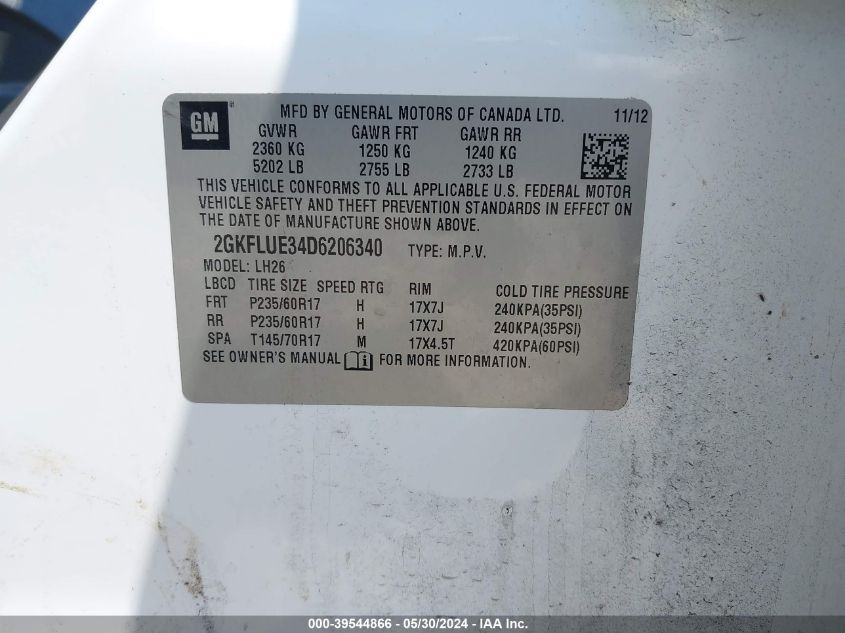 GM
MFD BY GENERAL MOTORS OF CANADA LTD. 11/12
GVWR GAWR FRT GAWR RR
2360 KG 1250 KG 1240 KG
5202 LB 2755 LB 2733 LB
THIS VEHICLE CONFORMS TO ALL APPLICABLE U.S. FEDERAL MOTOR
VEHICLE SAFETY AND THEFT PREVENTION STANDARDS IN EFFECT ON
THE DATE OF MANUFACTURE SHOWN ABOVE.
2GKFLUE34D6206340 TYPE: M.P.V.
MODEL: LH26
LBCD TIRE SIZE SPEED RTG RIM COLD TIRE PRESSURE
FRT P235/60R17 H 17X7J 240KPA(35PSI)
RR P235/60R17 H 17X7J 240KPA(35PSI)
SPA T145/70R17 M 17X4.5T 420KPA(60PSI)
SEE OWNER'S MANUAL FOR MORE INFORMATION.
000-39544866 - 05/30/2024 - IAAI.COM